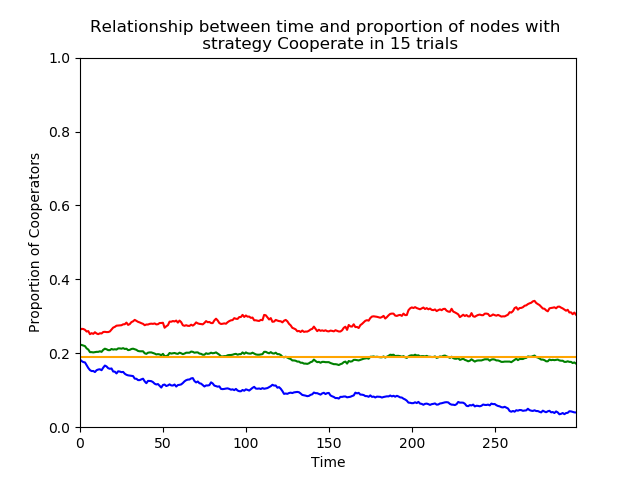 Relationship between time and proportion of nodes with
strategy Cooperate in 15 trials
1.0
0.8
0.6
0.4
0.2
0.0
Proportion of Cooperators
0 50 100 150 200 250
Time